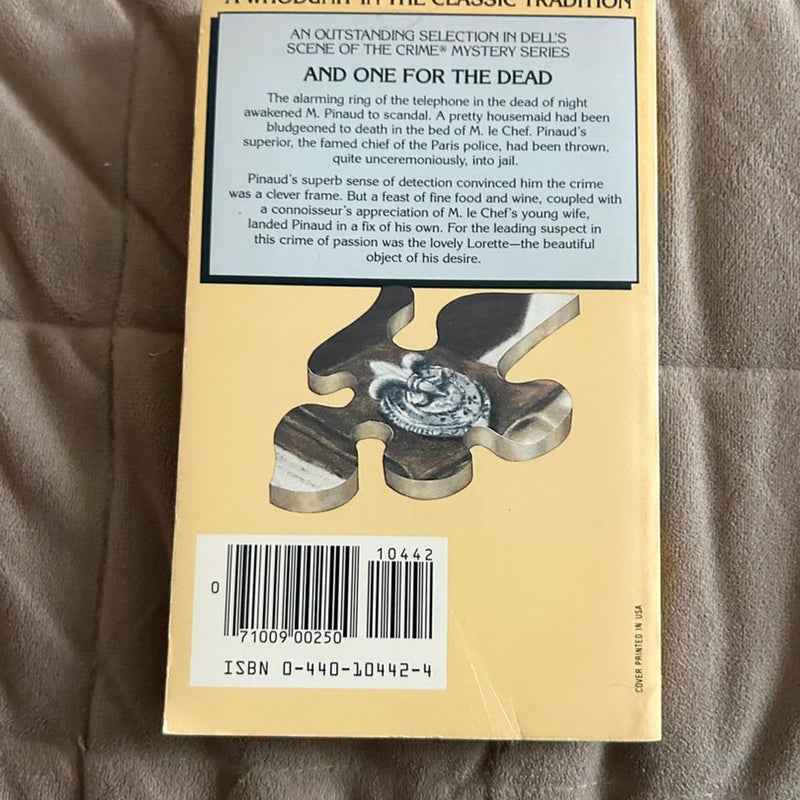 A WHODUNIT IN THE CLASSIC TRADITION
AN OUTSTANDING SELECTION IN DELL'S
SCENE OF THE CRIME® MYSTERY SERIES
AND ONE FOR THE DEAD
The alarming ring of the telephone in the dead of night
awakened M. Pinaud to scandal. A pretty housemaid had been
bludgeoned to death in the bed of M. le Chef. Pinaud's
superior, the famed chief of the Paris police, had been thrown,
quite unceremoniously, into jail.
Pinaud's superb sense of detection convinced him the crime
was a clever frame. But a feast of fine food and wine, coupled with
a connoisseur's appreciation of M. le Chef's young wife,
landed Pinaud in a fix of his own. For the leading suspect in
this crime of passion was the lovely Lorette—the beautiful
object of his desire.
10442
0
71009 00250
ISBN 0-440-10442-4
COVER PRINTED IN USA